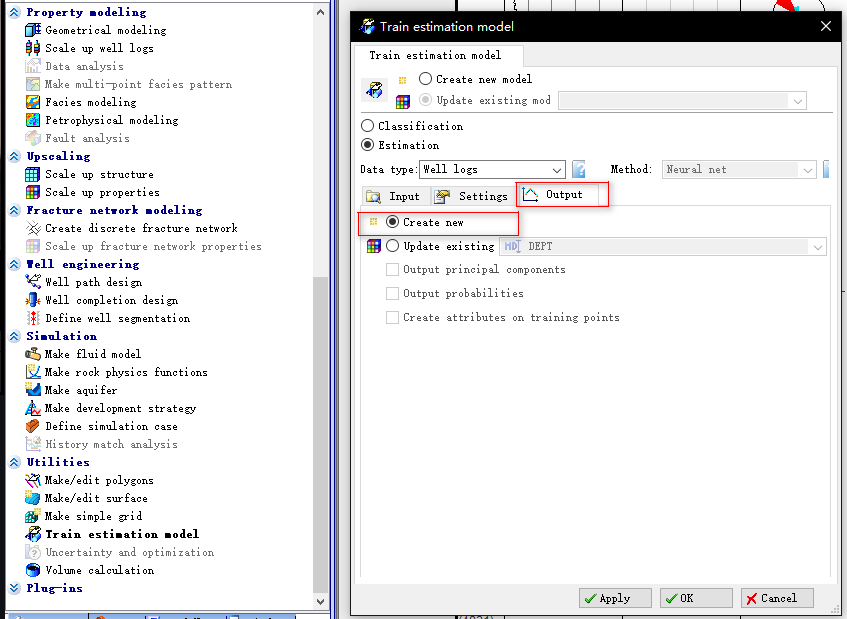 Property modeling
Geometrical modeling
Scale up well logs
Data analysis
Make multi-point facies pattern
Facies modeling
Petrophysical modeling
Fault analysis
Upscaling
Scale up structure
Scale up properties
Fracture network modeling
Create discrete fracture network
Scale up fracture network properties
Well engineering
Well path design
Well completion design
Define well segmentation
Simulation
Make fluid model
Make rock physics functions
Make aquifer
Make development strategy
Define simulation case
History match analysis
Utilities
Make/edit polygons
Make/edit surface
Make simple grid
Train estimation model
Uncertainty and optimization
Volume calculation
Plug-ins
Train estimation model
Train estimation model
Create new model
Update existing mod
Classification
Estimation
Data type: Well logs Method: Neural net
Input Settings Output
Create new
Update existing MD DEPT
Output principal components
Output probabilities
Create attributes on training points
Apply OK Cancel